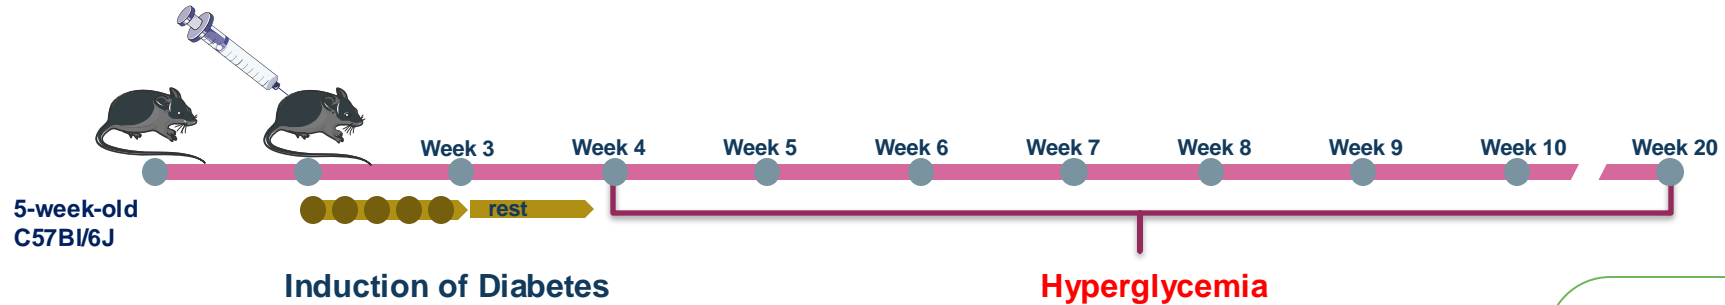 Week 3
Week 4
Week 5
Week 6
Week 7
Week 8
Week 9
Week 10
Week 20
5-week-old
C57Bl/6J
rest
Induction of Diabetes
Hyperglycemia